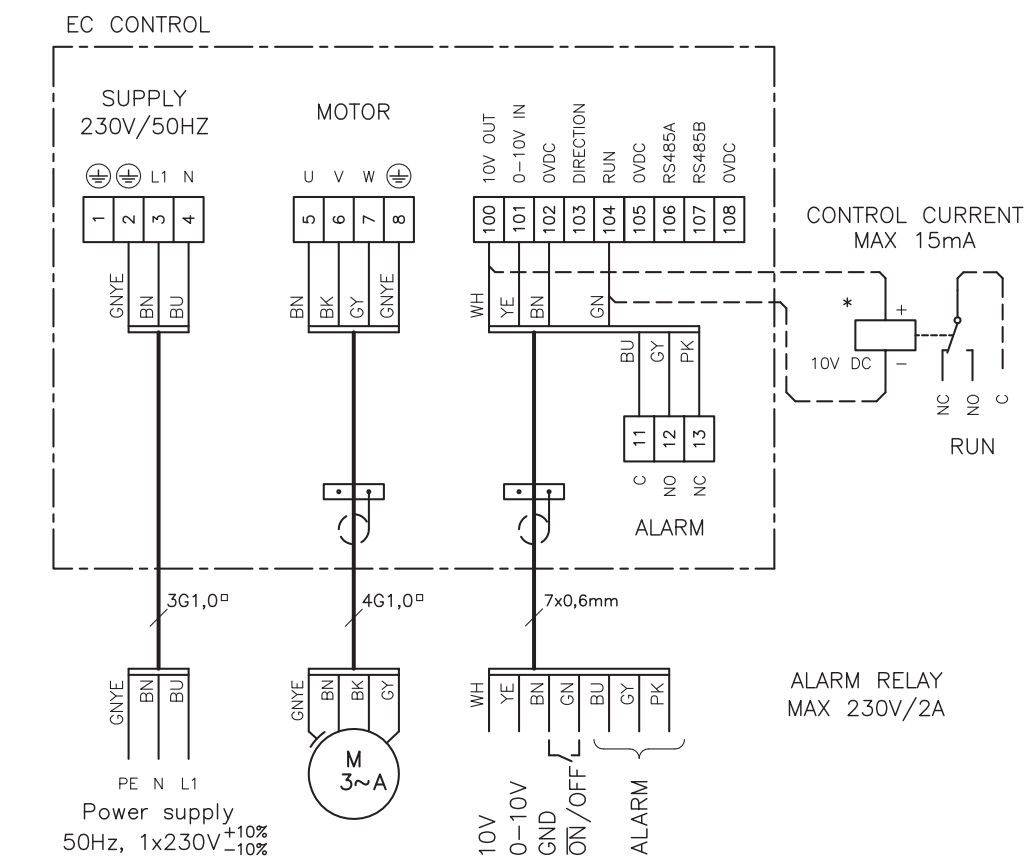 EC CONTROL
SUPPLY
230V/50HZ
MOTOR
10V OUT
0-10V IN
0VDC
DIRECTION
RUN
0VDC
RS485A
RS485B
0VDC
L1 N
U V W
1 2 3 4
5 6 7 8
100 101 102 103 104 105 106 107 108
CONTROL CURRENT
MAX 15mA
GNYE BN BU
BN BK GY GNYE
WH YE BN GN
* +
10V DC −
BU GY PK
NC NO C
RUN
11 12 13
C NO NC
ALARM
3G1,0□
4G1,0□
7x0,6mm
GNYE BN BU
GNYE BN BK GY
WH YE BN GN BU GY PK
ALARM RELAY
MAX 230V/2A
M
3~A
PE N L1
Power supply
50Hz, 1x230V +10% −10%
10V
0-10V
GND
O̅N̅/OFF
ALARM